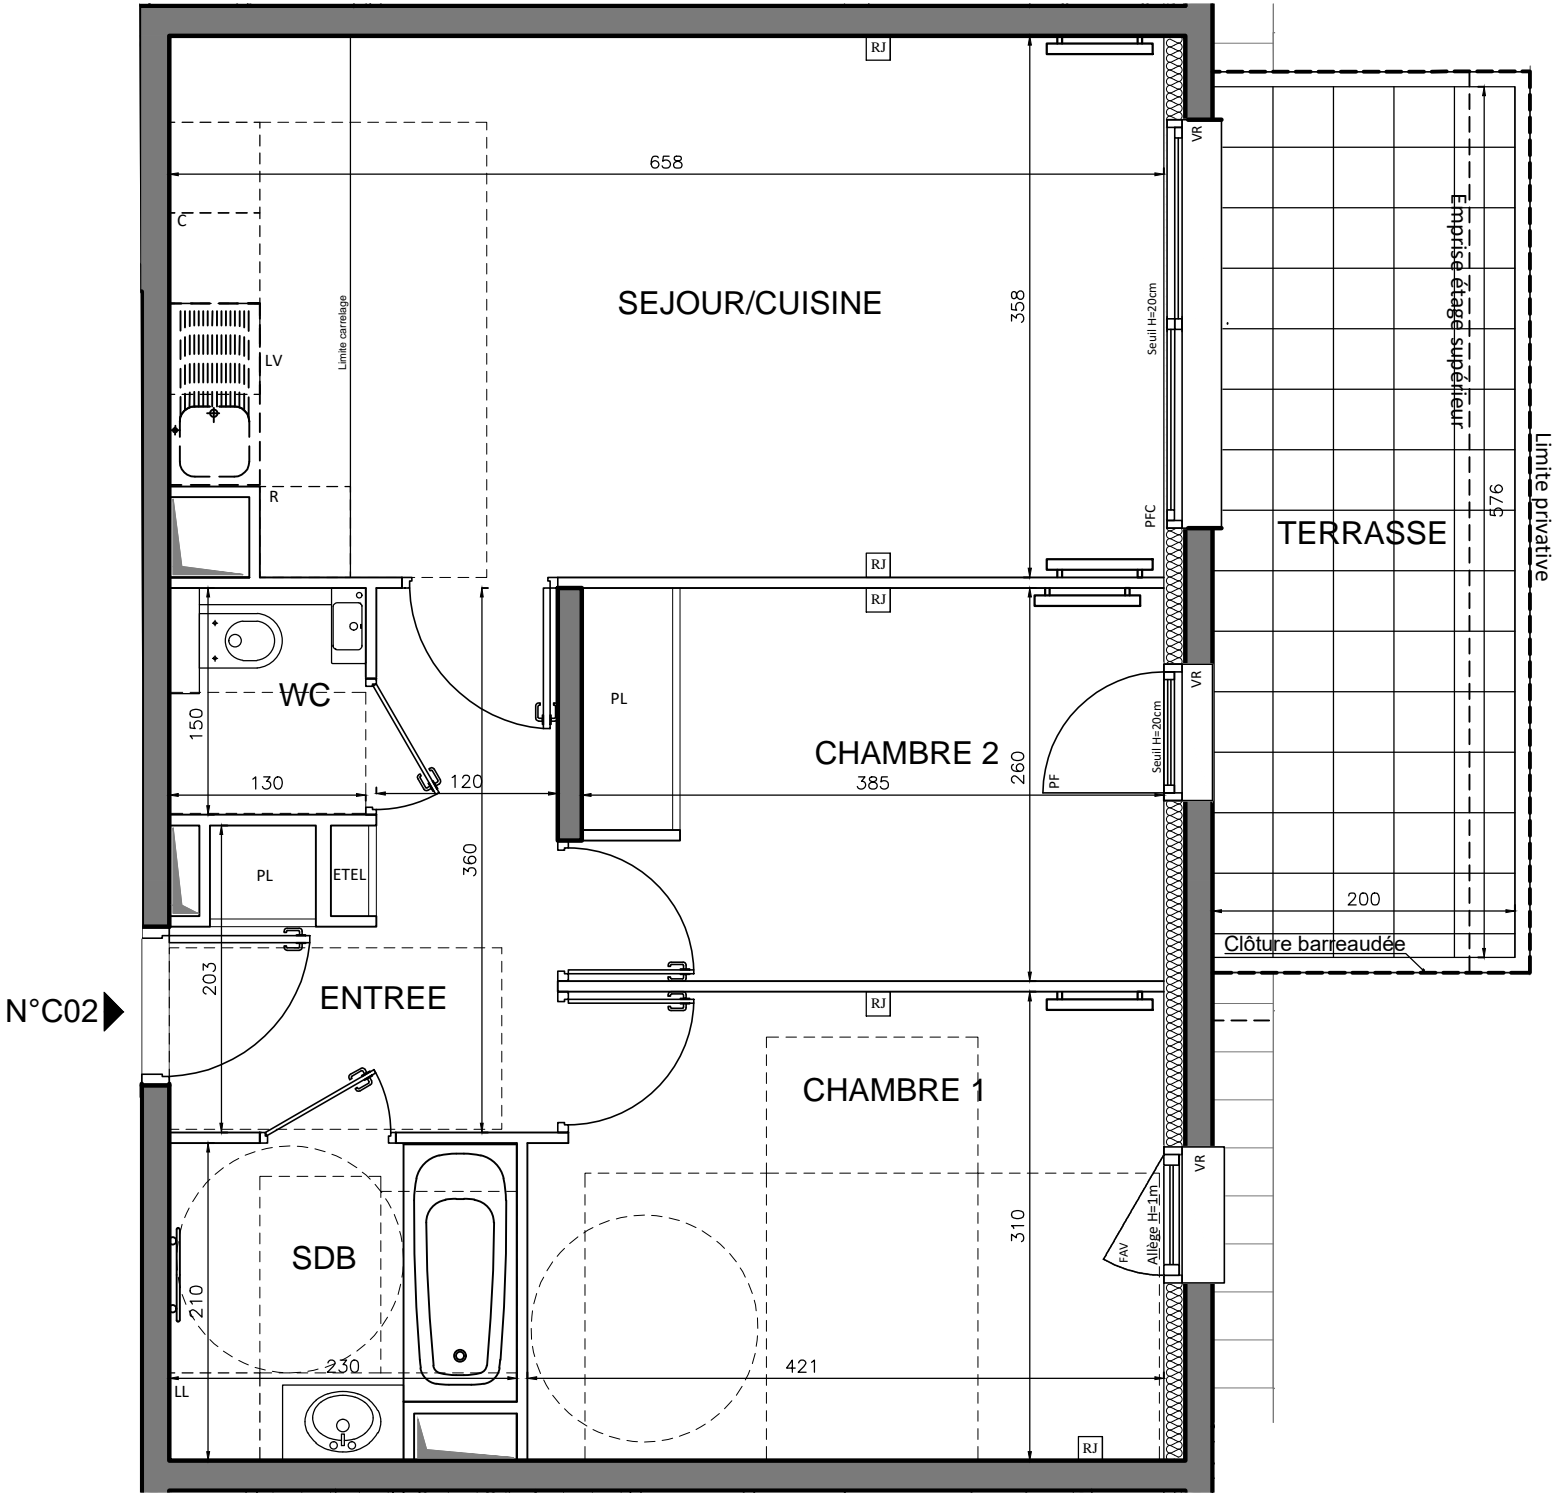 RJ
VR
658
C
Emprise étage supérieur
SEJOUR/CUISINE
358
Seuil H=20cm
Limite carrelage
LV
R
PFC
576
TERRASSE
Limite privative
RJ
RJ
WC
PL
VR
150
Seuil H=20cm
CHAMBRE 2
260
130
120
385
PF
360
PL
ETEL
200
Clôture barreaudée
203
ENTREE
N°C02
RJ
CHAMBRE 1
VR
Allège H=1m
FAV
310
SDB
210
230
421
LL
RJ